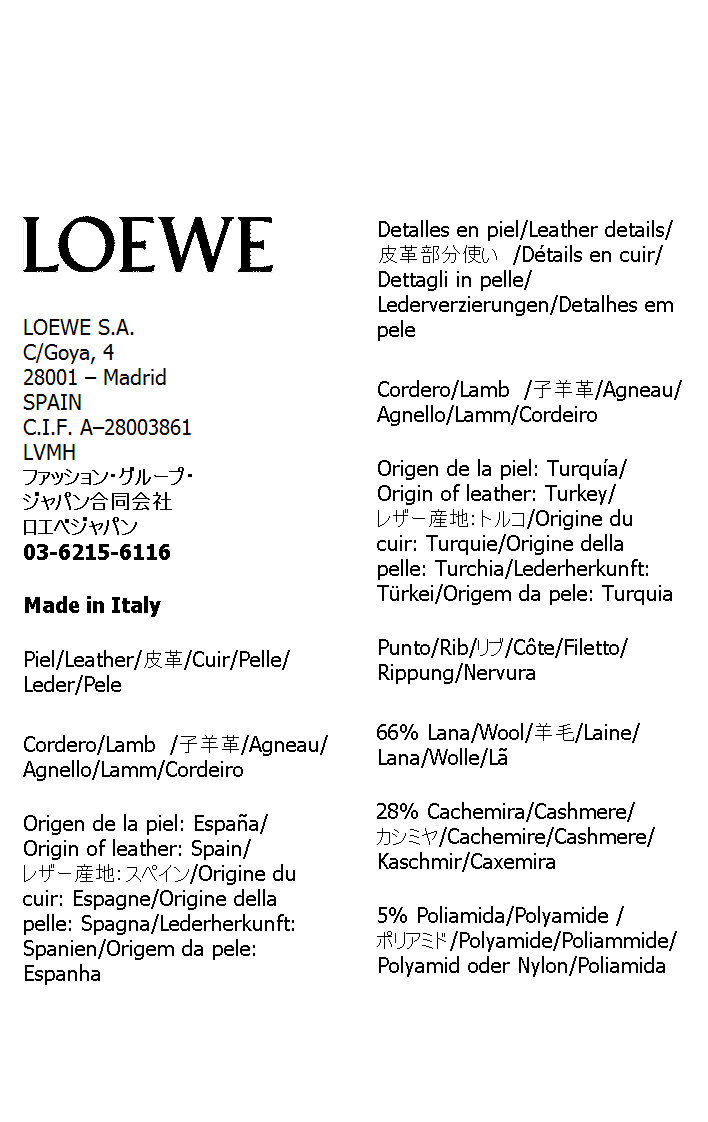 LOEWE
LOEWE S.A.
C/Goya, 4
28001 – Madrid
SPAIN
C.I.F. A–28003861
LVMH
ファッション・グループ・
ジャパン合同会社
ロエベジャパン
03-6215-6116
Made in Italy
Piel/Leather/皮革/Cuir/Pelle/
Leder/Pele
Cordero/Lamb /子羊革/Agneau/
Agnello/Lamm/Cordeiro
Origen de la piel: España/
Origin of leather: Spain/
レザー産地：スペイン/Origine du
cuir: Espagne/Origine della
pelle: Spagna/Lederherkunft:
Spanien/Origem da pele:
Espanha
Detalles en piel/Leather details/
皮革部分使い /Détails en cuir/
Dettagli in pelle/
Lederverzierungen/Detalhes em
pele
Cordero/Lamb /子羊革/Agneau/
Agnello/Lamm/Cordeiro
Origen de la piel: Turquía/
Origin of leather: Turkey/
レザー産地：トルコ/Origine du
cuir: Turquie/Origine della
pelle: Turchia/Lederherkunft:
Türkei/Origem da pele: Turquia
Punto/Rib/リブ/Côte/Filetto/
Rippung/Nervura
66% Lana/Wool/羊毛/Laine/
Lana/Wolle/Lã
28% Cachemira/Cashmere/
カシミヤ/Cachemire/Cashmere/
Kaschmir/Caxemira
5% Poliamida/Polyamide /
ポリアミド/Polyamide/Poliammide/
Polyamid oder Nylon/Poliamida